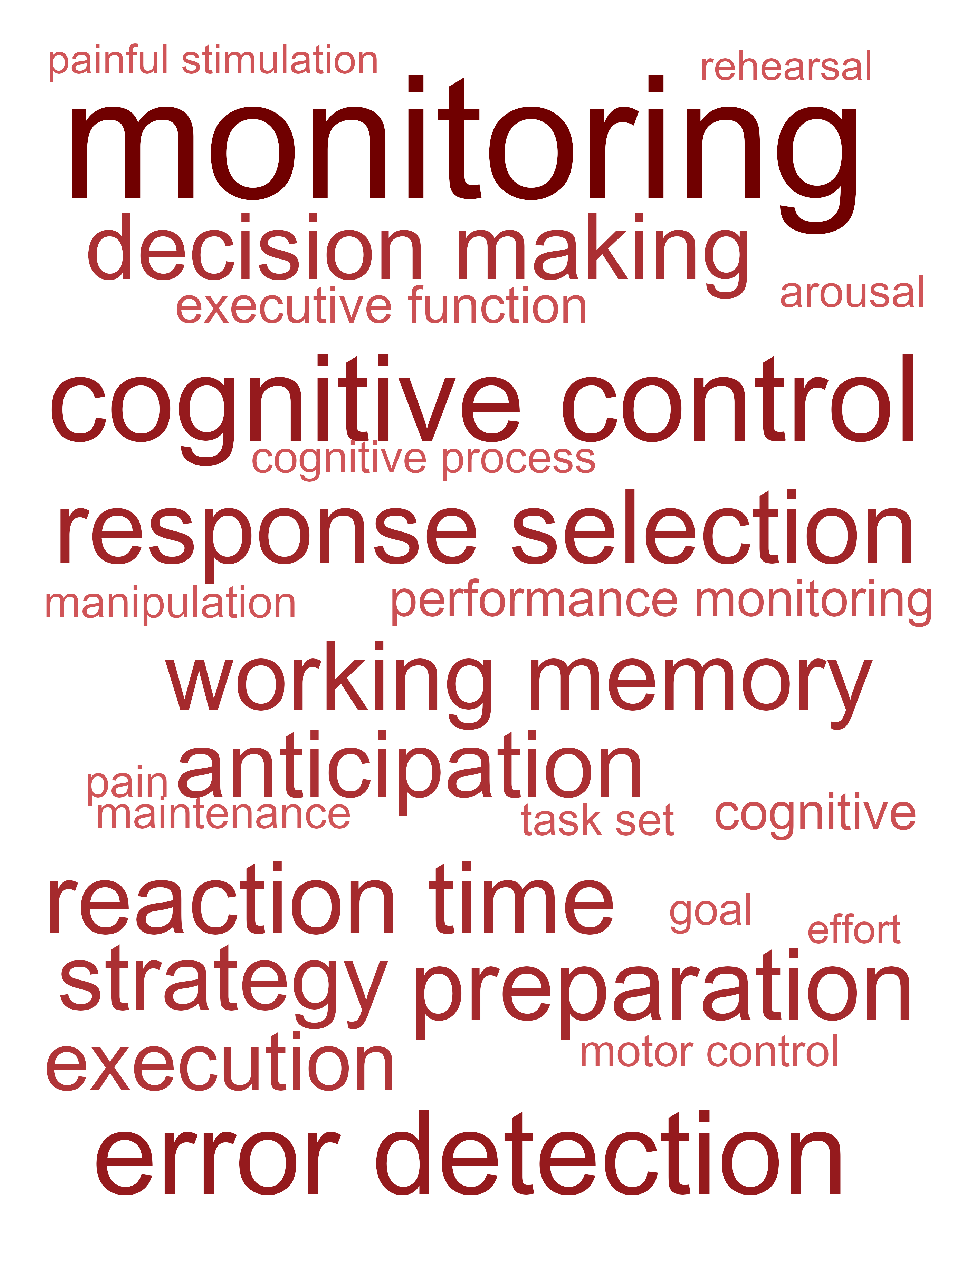 painful stimulation
rehearsal
monitoring
decision making
arousal
executive function
cognitive control
cognitive process
response selection
manipulation
performance monitoring
working memory
anticipation
pain
maintenance
task set
cognitive
reaction time
goal
effort
strategy
preparation
execution
motor control
error detection